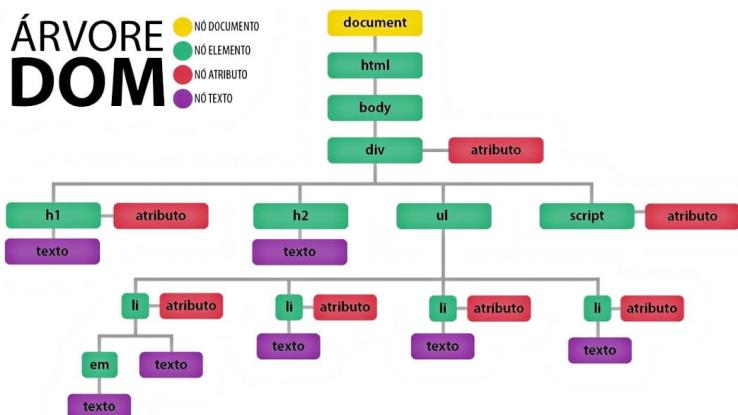 ÁRVORE
DOM
NÓ DOCUMENTO
NÓ ELEMENTO
NÓ ATRIBUTO
NÓ TEXTO
document
html
body
div
atributo
h1
atributo
h2
ul
script
atributo
texto
texto
li
atributo
li
atributo
li
atributo
li
atributo
em
texto
texto
texto
texto
texto